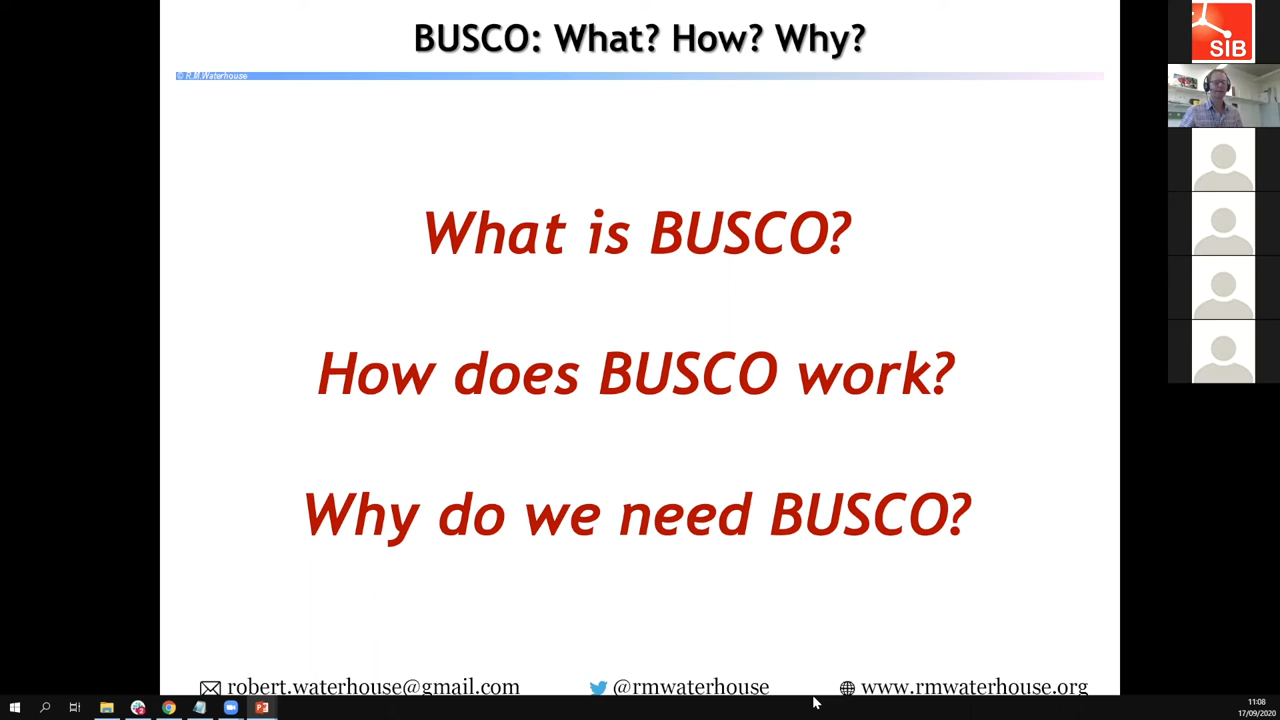 BUSCO: What? How? Why?
© R.M.Waterhouse
SIB
What is BUSCO?
How does BUSCO work?
Why do we need BUSCO?
robert.waterhouse@gmail.com
@rmwaterhouse
www.rmwaterhouse.org
11:08
17/09/2020